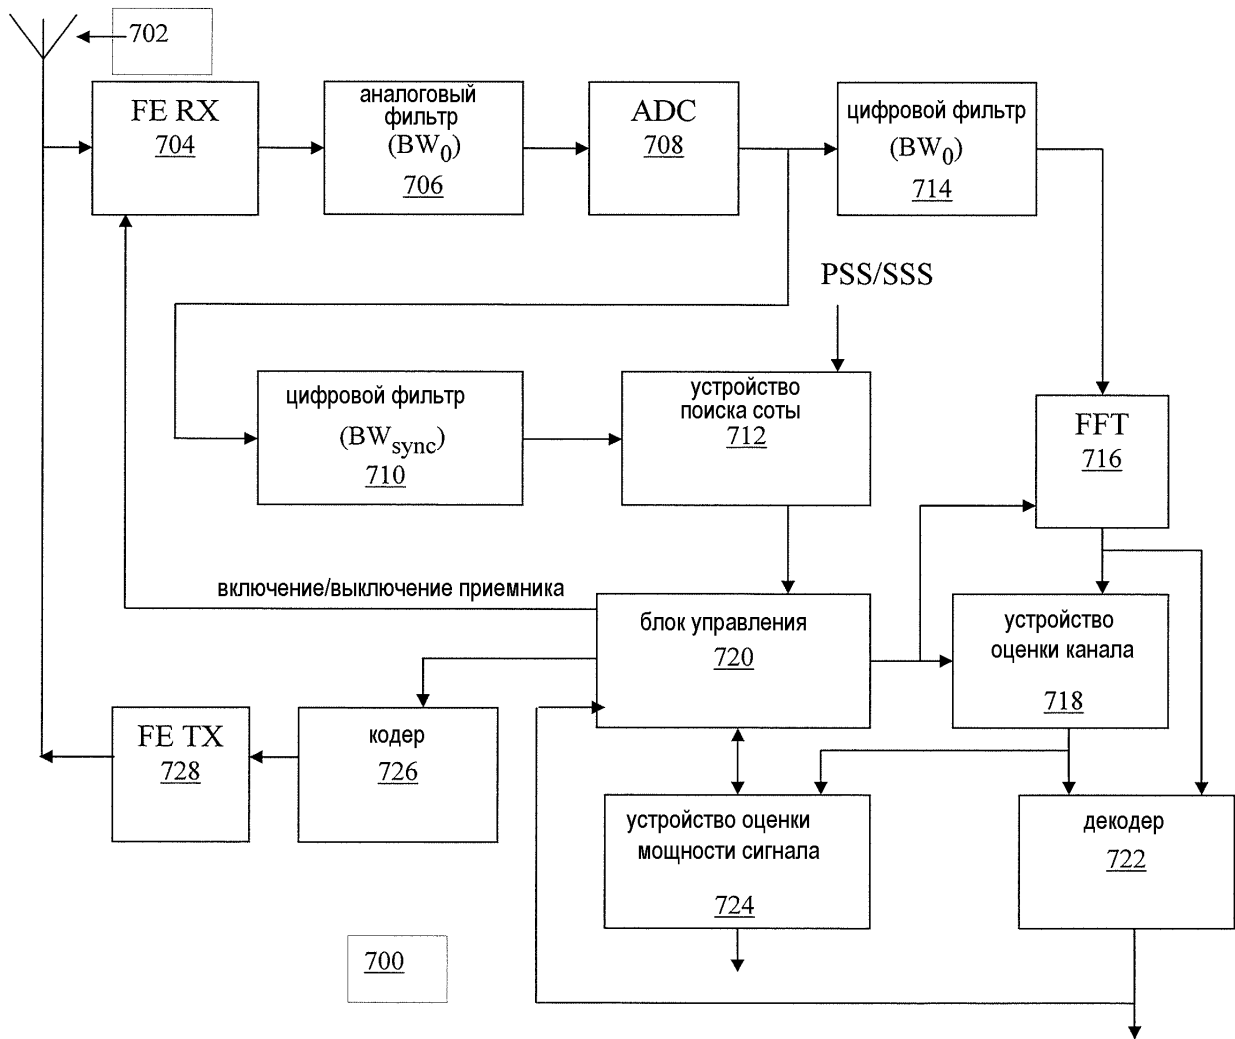 702
FE RX
704
аналоговый
фильтр
(BW0)
706
ADC
708
цифровой фильтр
(BW0)
714
PSS/SSS
цифровой фильтр
(BWsync)
710
устройство
поиска соты
712
FFT
716
включение/выключение приемника
блок управления
720
устройство
оценки канала
718
FE TX
728
кодер
726
устройство оценки
мощности сигнала
724
декодер
722
700